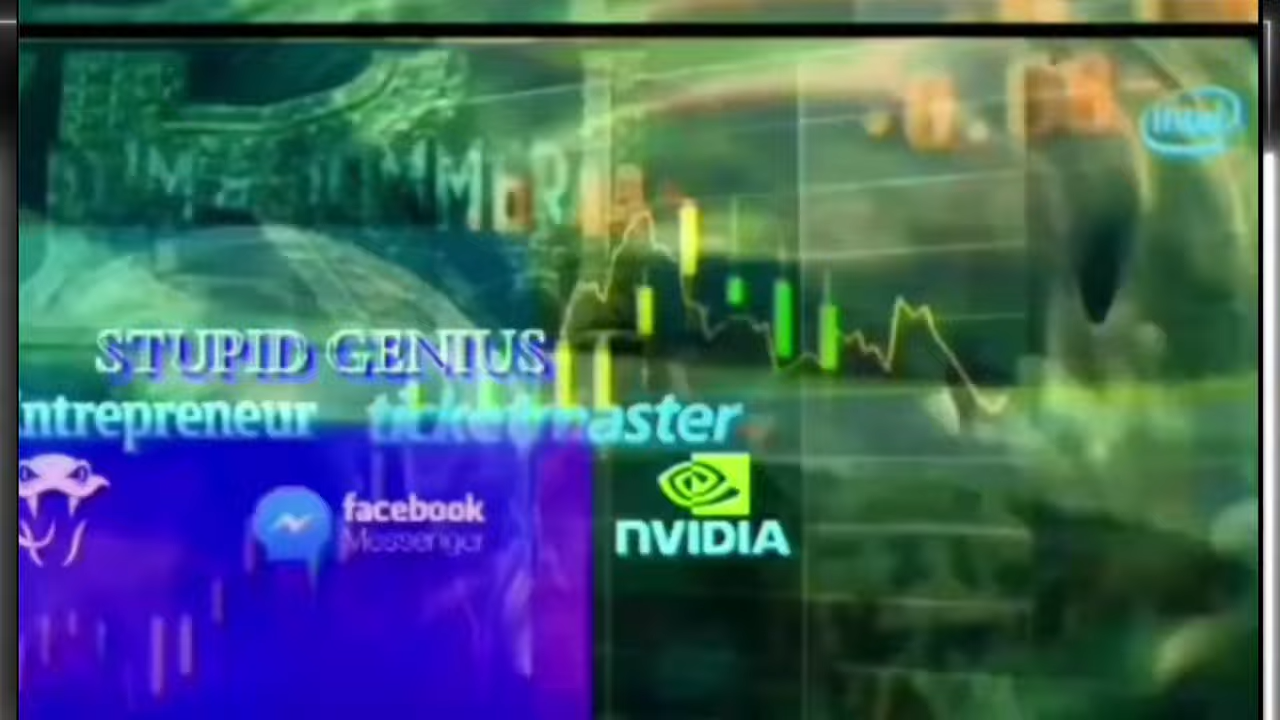 intel
STUPID GENIUS
ntrepreneur
ticketmaster
facebook
Messenger
nVIDIA